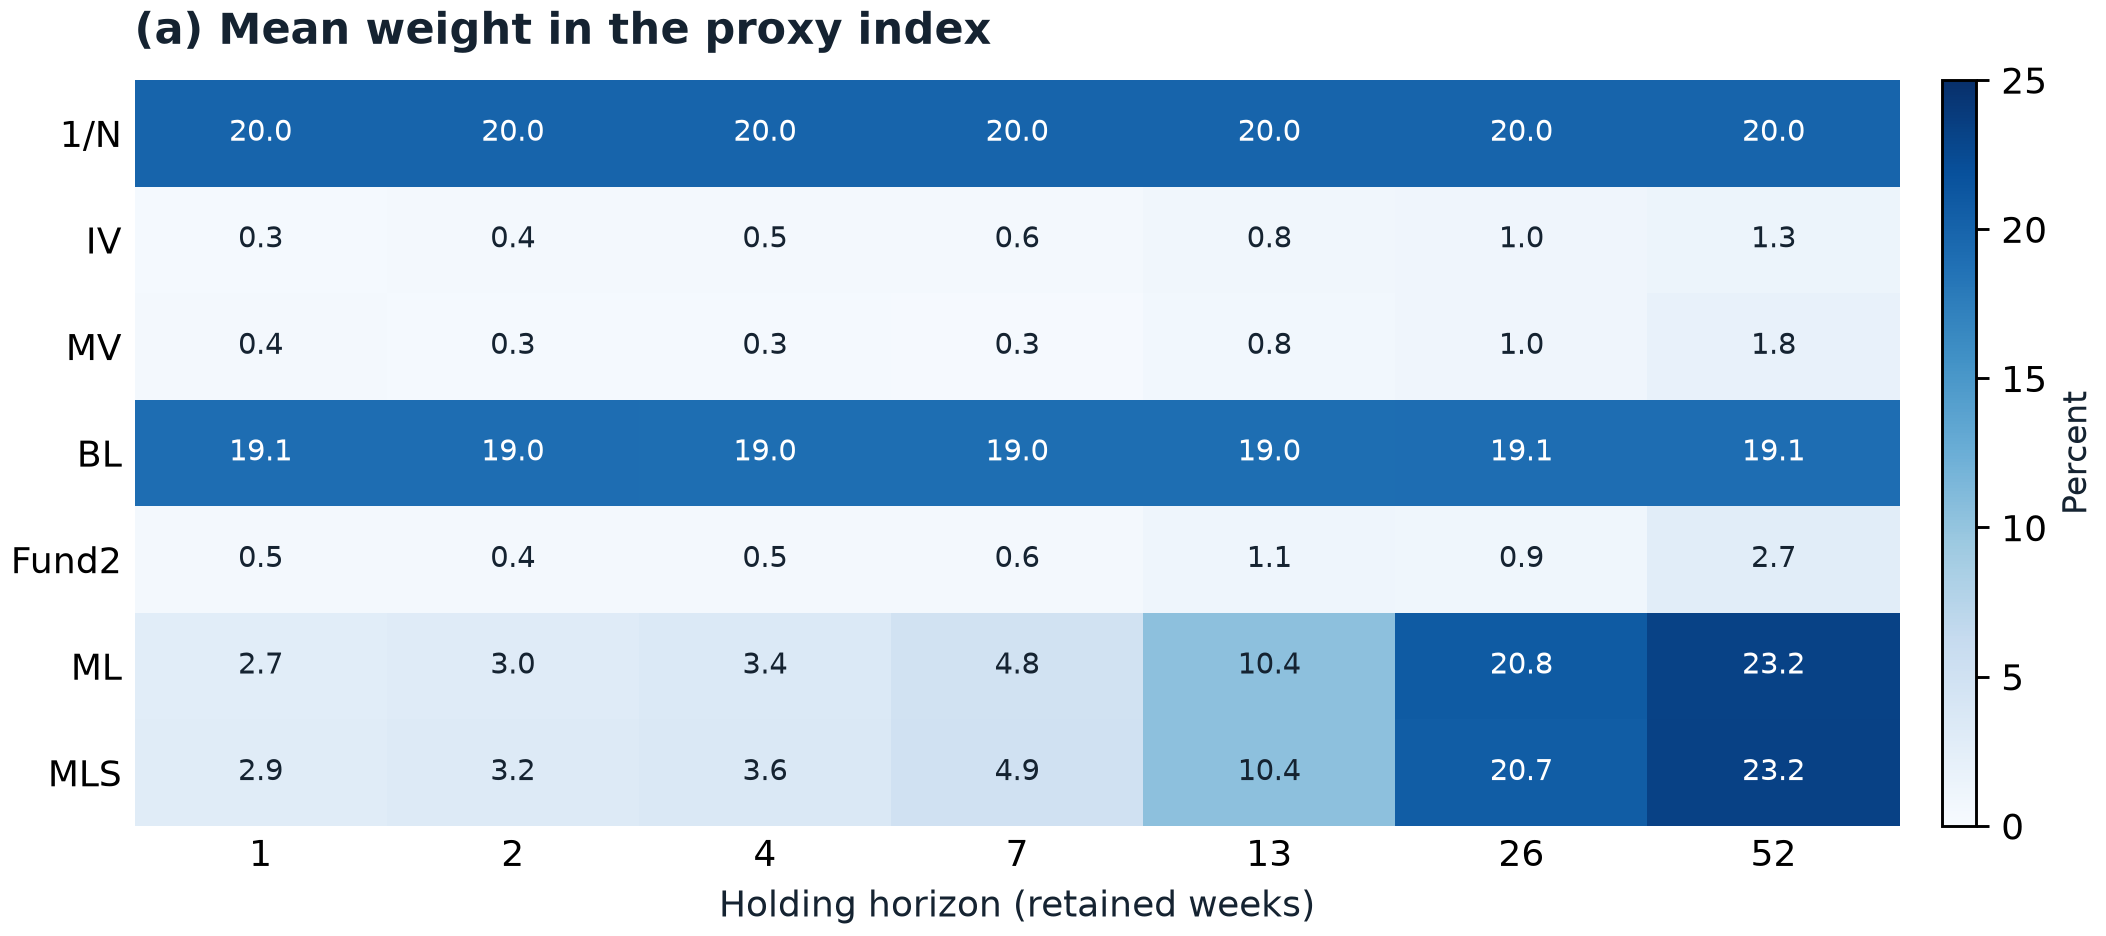 (a) Mean weight in the proxy index
1/N 20.0 20.0 20.0 20.0 20.0 20.0 20.0
IV 0.3 0.4 0.5 0.6 0.8 1.0 1.3
MV 0.4 0.3 0.3 0.3 0.8 1.0 1.8
BL 19.1 19.0 19.0 19.0 19.0 19.1 19.1
Fund2 0.5 0.4 0.5 0.6 1.1 0.9 2.7
ML 2.7 3.0 3.4 4.8 10.4 20.8 23.2
MLS 2.9 3.2 3.6 4.9 10.4 20.7 23.2
1 2 4 7 13 26 52
Holding horizon (retained weeks)
25
20
15
10
5
0
Percent